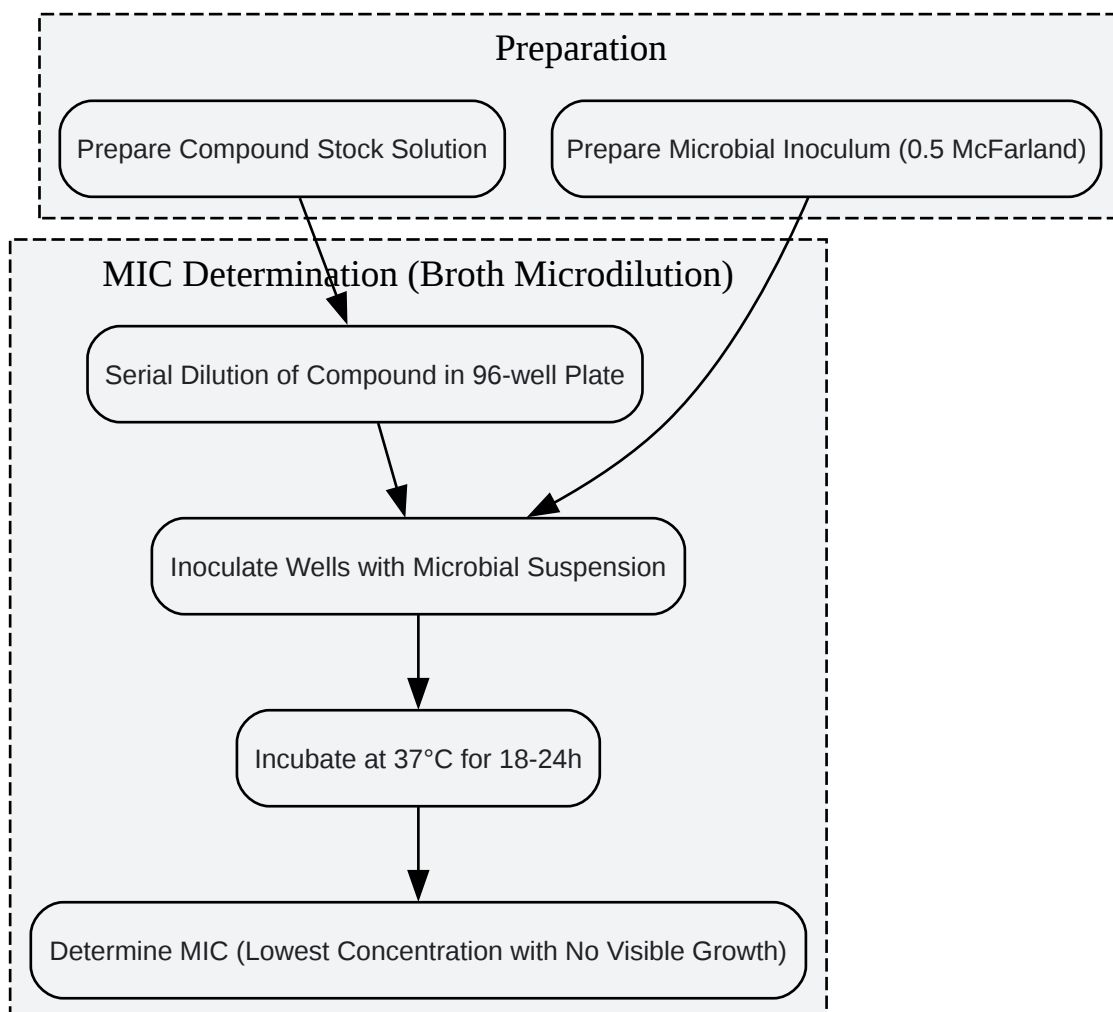 Preparation
Prepare Compound Stock Solution
Prepare Microbial Inoculum (0.5 McFarland)
MIC Determination (Broth Microdilution)
Serial Dilution of Compound in 96-well Plate
Inoculate Wells with Microbial Suspension
Incubate at 37°C for 18-24h
Determine MIC (Lowest Concentration with No Visible Growth)